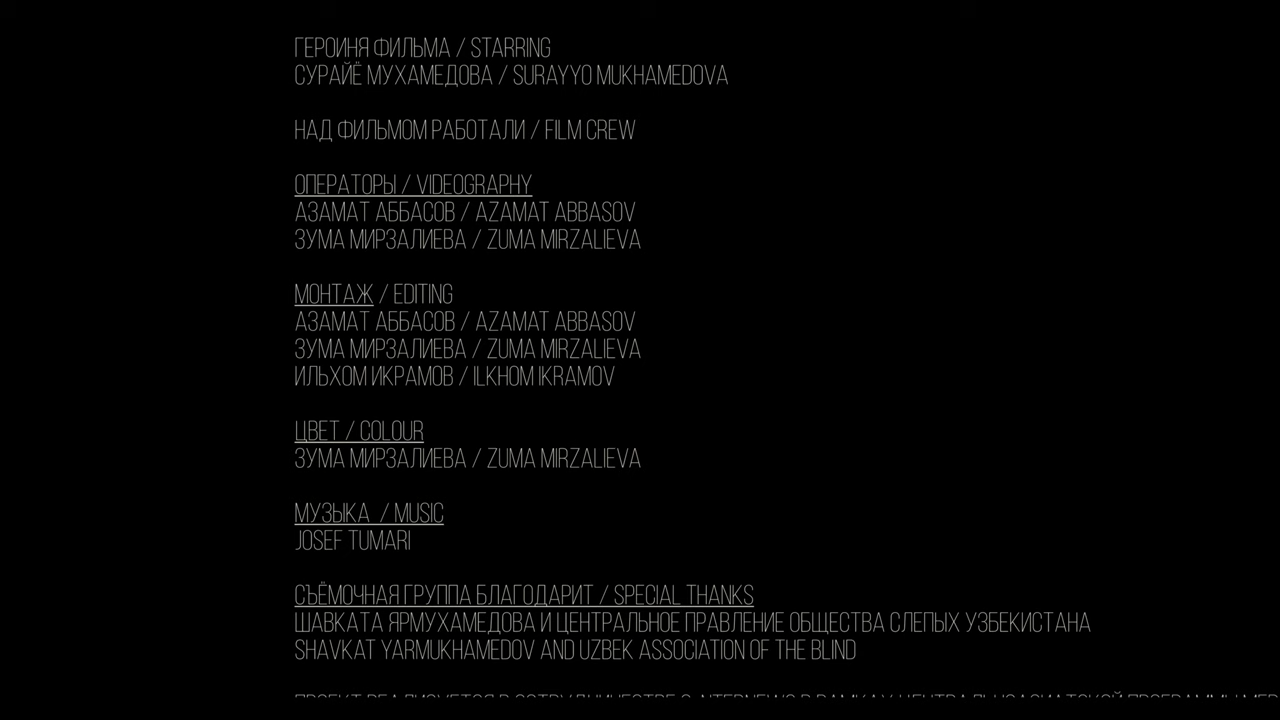 ГЕРОИНЯ ФИЛЬМА / STARRING
СУРАЙЁ МУХАМЕДОВА / SURAYYO MUKHAMEDOVA
НАД ФИЛЬМОМ РАБОТАЛИ / FILM CREW
ОПЕРАТОРЫ / VIDEOGRAPHY
АЗАМАТ АББАСОВ / AZAMAT ABBASOV
ЗУМА МИРЗАЛИЕВА / ZUMA MIRZALIEVA
МОНТАЖ / EDITING
АЗАМАТ АББАСОВ / AZAMAT ABBASOV
ЗУМА МИРЗАЛИЕВА / ZUMA MIRZALIEVA
ИЛЬХОМ ИКРАМОВ / ILKHOM IKRAMOV
ЦВЕТ / COLOUR
ЗУМА МИРЗАЛИЕВА / ZUMA MIRZALIEVA
МУЗЫКА / MUSIC
JOSEF TUMARI
СЪЁМОЧНАЯ ГРУППА БЛАГОДАРИТ / SPECIAL THANKS
ШАВКАТА ЯРМУХАМЕДОВА И ЦЕНТРАЛЬНОЕ ПРАВЛЕНИЕ ОБЩЕСТВА СЛЕПЫХ УЗБЕКИСТАНА
SHAVKAT YARMUKHAMEDOV AND UZBEK ASSOCIATION OF THE BLIND